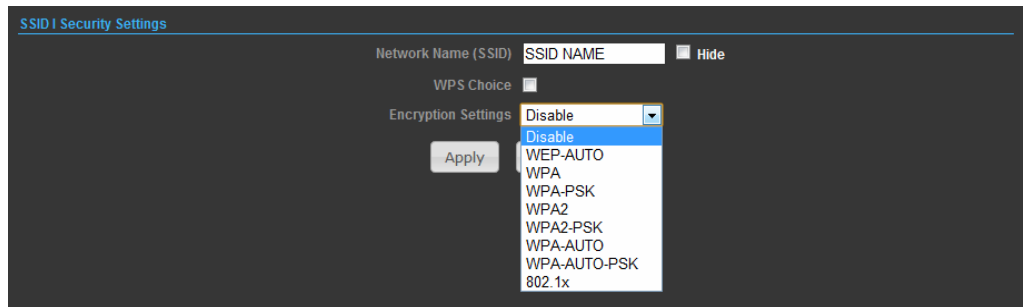 SSID I Security Settings
Network Name (SSID) SSID NAME Hide
WPS Choice
Encryption Settings Disable
Disable
Apply WEP-AUTO
WPA
WPA-PSK
WPA2
WPA2-PSK
WPA-AUTO
WPA-AUTO-PSK
802.1x